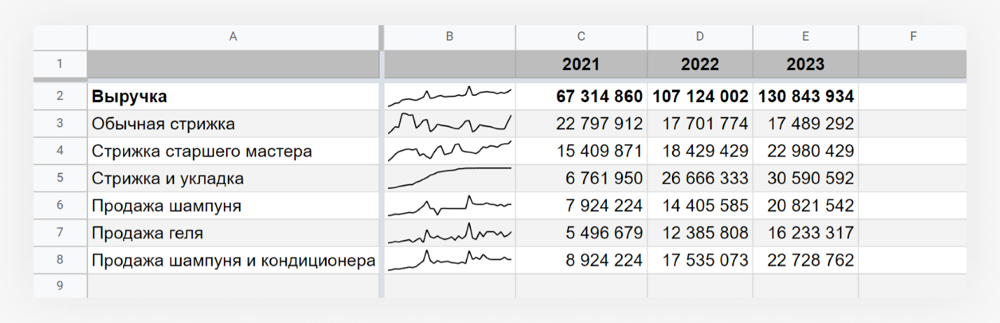 A B C D E F
1 2021 2022 2023
2 Выручка 67 314 860 107 124 002 130 843 934
3 Обычная стрижка 22 797 912 17 701 774 17 489 292
4 Стрижка старшего мастера 15 409 871 18 429 429 22 980 429
5 Стрижка и укладка 6 761 950 26 666 333 30 590 592
6 Продажа шампуня 7 924 224 14 405 585 20 821 542
7 Продажа геля 5 496 679 12 385 808 16 233 317
8 Продажа шампуня и кондиционера 8 924 224 17 535 073 22 728 762
9